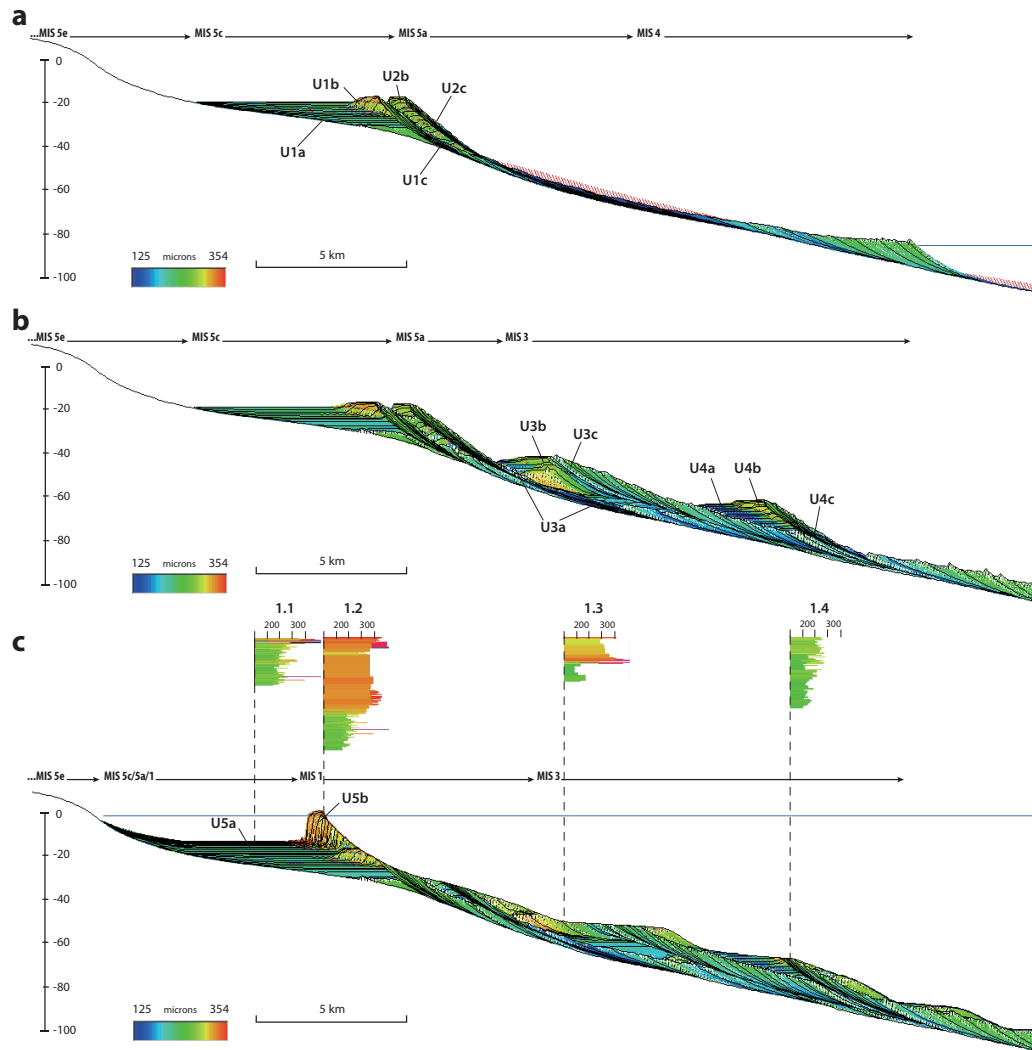 a
...MIS 5e MIS 5c MIS 5a MIS 4
0
-20
-40
-60
-80
-100
U1b U2b U2c
U1a
U1c
125 microns 354
5 km
b
...MIS 5e MIS 5c MIS 5a MIS 3
0
-20
-40
-60
-80
-100
U3b U3c
U4a U4b
U4c
U3a
125 microns 354
5 km
1.1 1.2 1.3 1.4
200 300 200 300 200 300 200 300
c
...MIS 5e MIS 5c/5a/1 MIS 1 MIS 3
0
-20
-40
-60
-80
-100
U5a U5b
125 microns 354
5 km